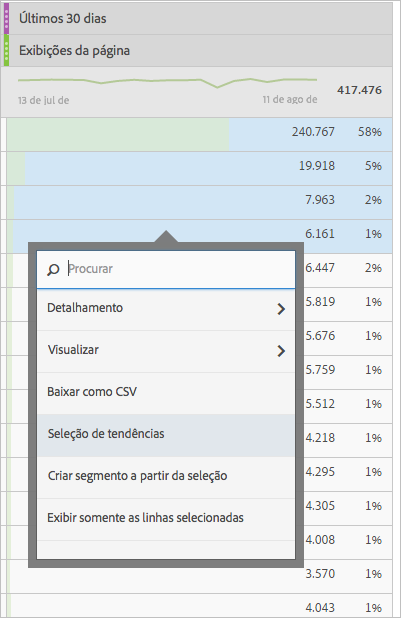 Últimos 30 dias
Exibições da página
417.476
13 de jul de 11 de ago de
240.767 58%
19.918 5%
7.963 2%
6.161 1%
Procurar
6.447 2%
Detalhamento
5.819 1%
5.676 1%
Visualizar
5.759 1%
Baixar como CSV
5.512 1%
Seleção de tendências
4.218 1%
Criar segmento a partir da seleção
4.295 1%
4.305 1%
Exibir somente as linhas selecionadas
4.008 1%
3.570 1%
4.043 1%